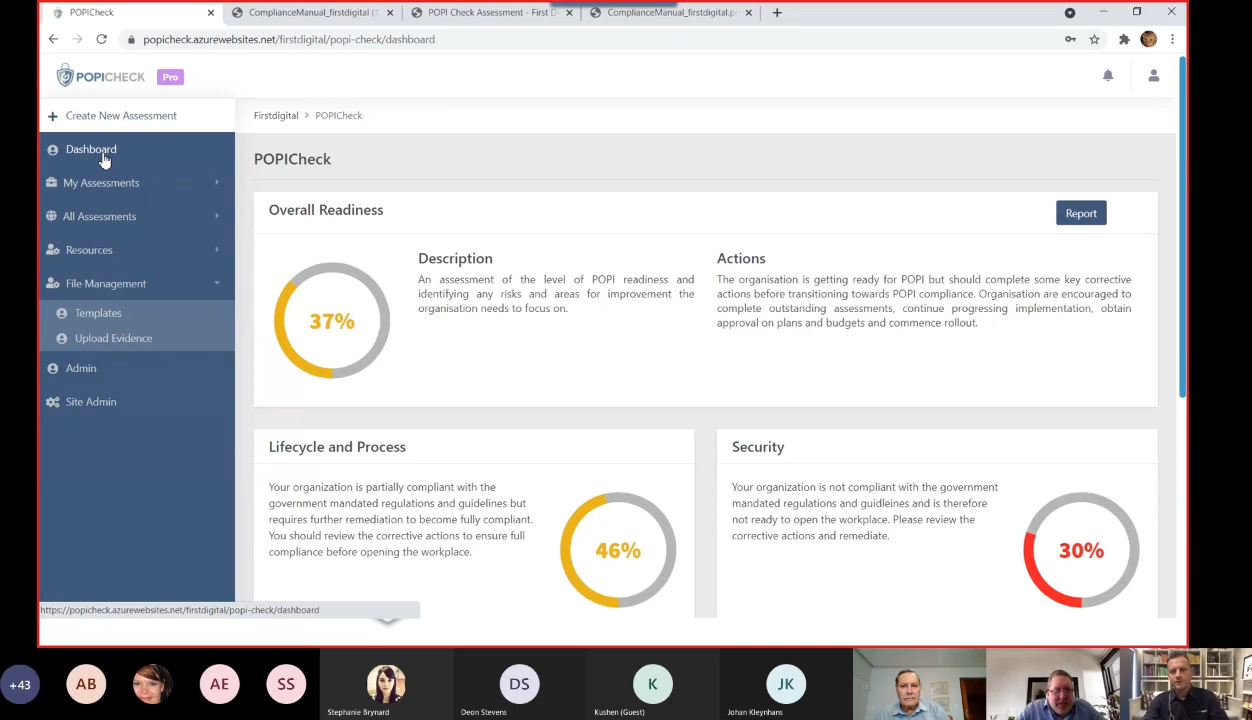 POPICheck
ComplianceManual_firstdigital (1
POPI Check Assessment - First D
ComplianceManual_firstdigital.p
popicheck.azurewebsites.net/firstdigital/popi-check/dashboard
POPICHECK Pro
Create New Assessment
Firstdigital > POPICheck
Dashboard
My Assessments
All Assessments
Resources
File Management
Templates
Upload Evidence
Admin
Site Admin
POPICheck
Overall Readiness
Report
37%
Description
An assessment of the level of POPI readiness and
identifying any risks and areas for improvement the
organisation needs to focus on.
Actions
The organisation is getting ready for POPI but should complete some key corrective
actions before transitioning towards POPI compliance. Organisation are encouraged to
complete outstanding assessments, continue progressing implementation, obtain
approval on plans and budgets and commence rollout.
Lifecycle and Process
Your organization is partially compliant with the
government mandated regulations and guidelines but
requires further remediation to become fully compliant.
You should review the corrective actions to ensure full
compliance before opening the workplace.
46%
Security
Your organization is not compliant with the government
mandated regulations and guidleines and is therefore
not ready to open the workplace. Please review the
corrective actions and remediate.
30%
https://popicheck.azurewebsites.net/firstdigital/popi-check/dashboard
+43
AB
AE
SS
Stephanie Brynard
DS
Deon Stevens
K
Kushen (Guest)
JK
Johan Kleynhans